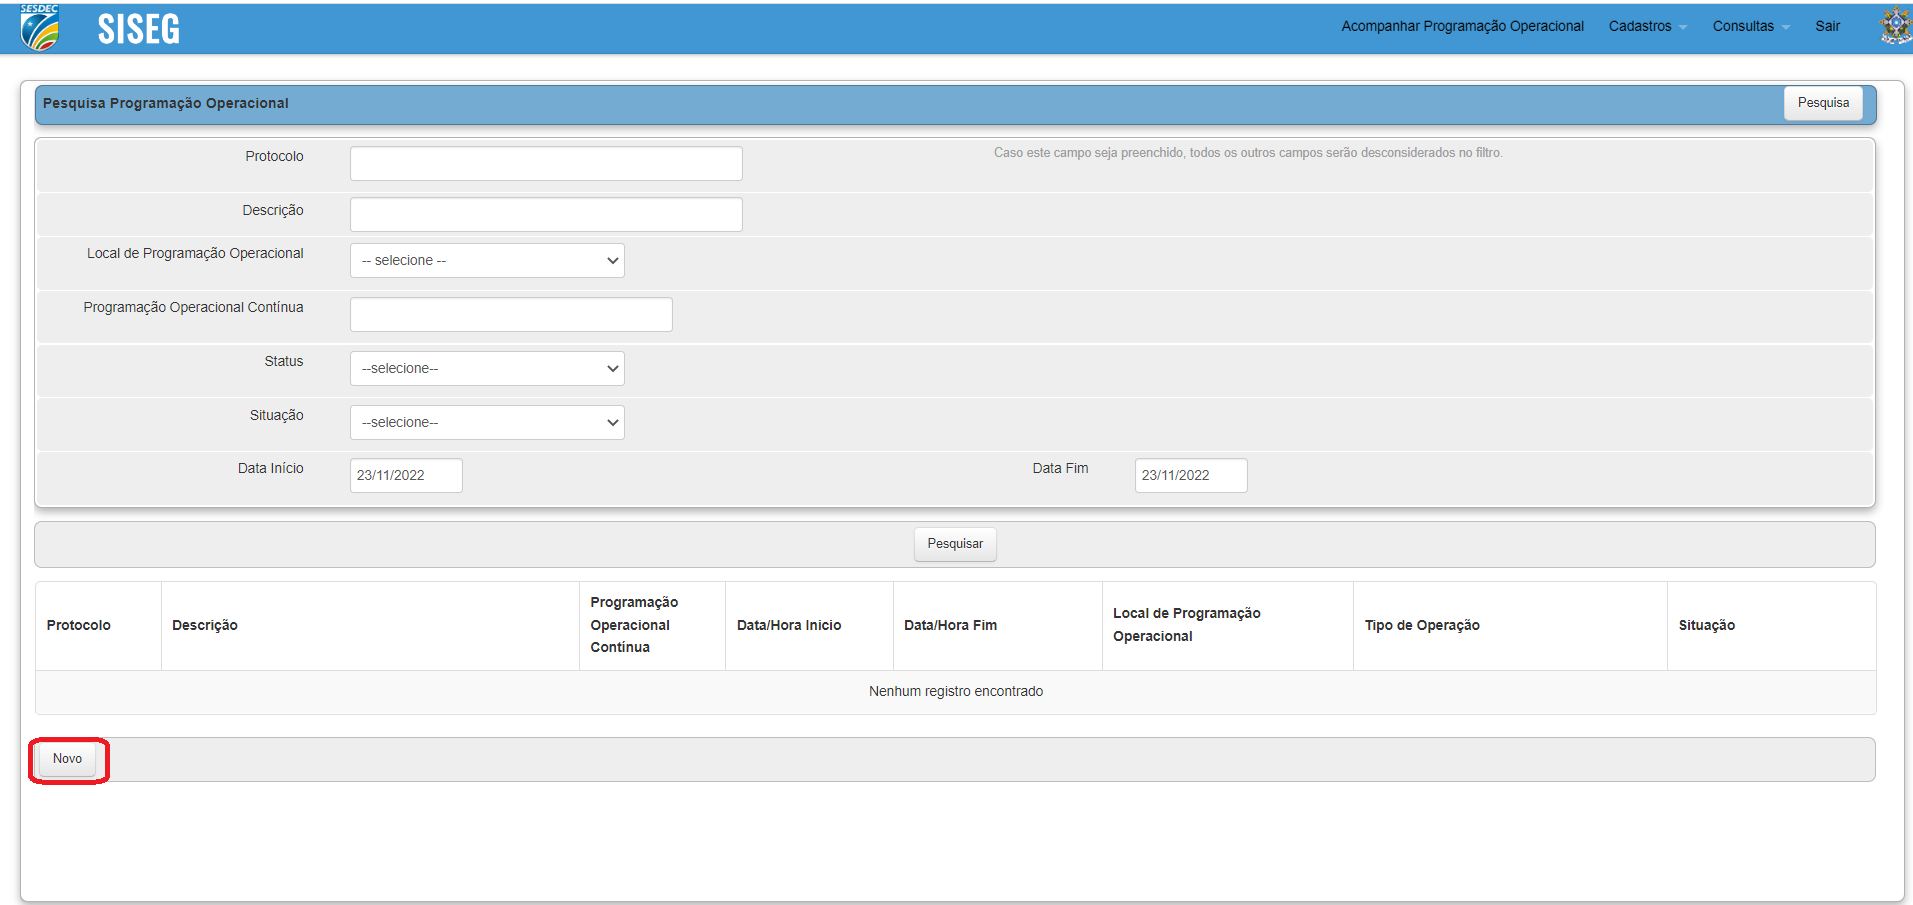 SESDEC
SISEG
Acompanhar Programação Operacional Cadastros Consultas Sair
Pesquisa Programação Operacional
Pesquisa
Protocolo
Caso este campo seja preenchido, todos os outros campos serão desconsiderados no filtro.
Descrição
Local de Programação Operacional
-- selecione --
Programação Operacional Contínua
Status
--selecione--
Situação
--selecione--
Data Início
23/11/2022
Data Fim
23/11/2022
Pesquisar
Protocolo
Descrição
Programação
Operacional
Contínua
Data/Hora Inicio
Data/Hora Fim
Local de Programação
Operacional
Tipo de Operação
Situação
Nenhum registro encontrado
Novo